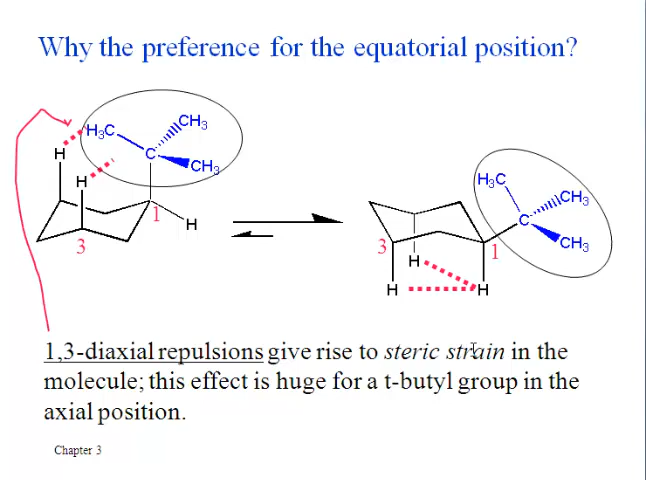 Why the preference for the equatorial position?
H₃C
CH₃
H
C
CH₃
H
1
H
3
H₃C
CH₃
C
CH₃
3
1
H
H
H
1,3-diaxial repulsions give rise to steric strain in the
molecule; this effect is huge for a t-butyl group in the
axial position.
Chapter 3